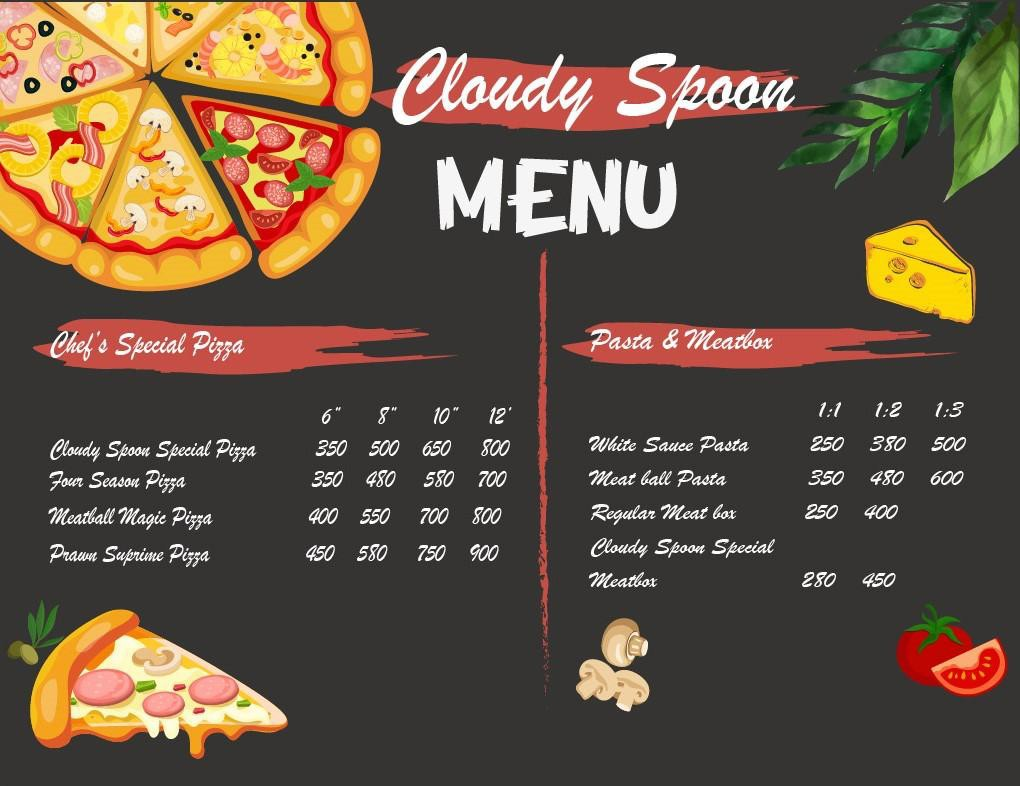 Cloudy Spoon
MENU
Chef's Special Pizza
6" 8" 10" 12'
Cloudy Spoon Special Pizza 350 500 650 800
Four Season Pizza 350 480 580 700
Meatball Magic Pizza 400 550 700 800
Prawn Suprime Pizza 450 580 750 900
Pasta & Meatbox
1:1 1:2 1:3
White Sauce Pasta 250 380 500
Meat ball Pasta 350 480 600
Regular Meat box 250 400
Cloudy Spoon Special
Meatbox 280 450